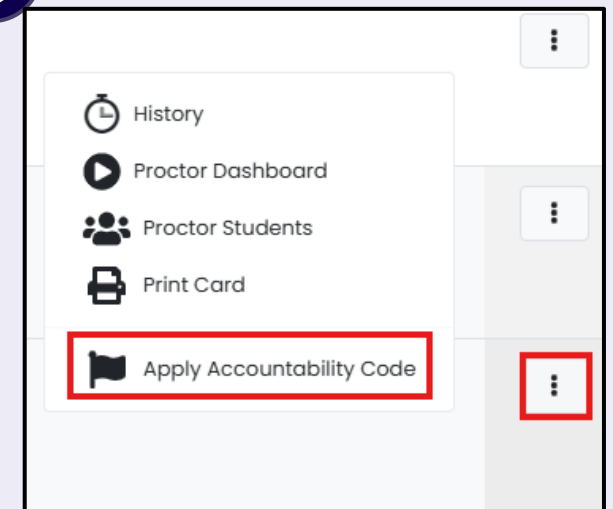 History
Proctor Dashboard
Proctor Students
Print Card
Apply Accountability Code